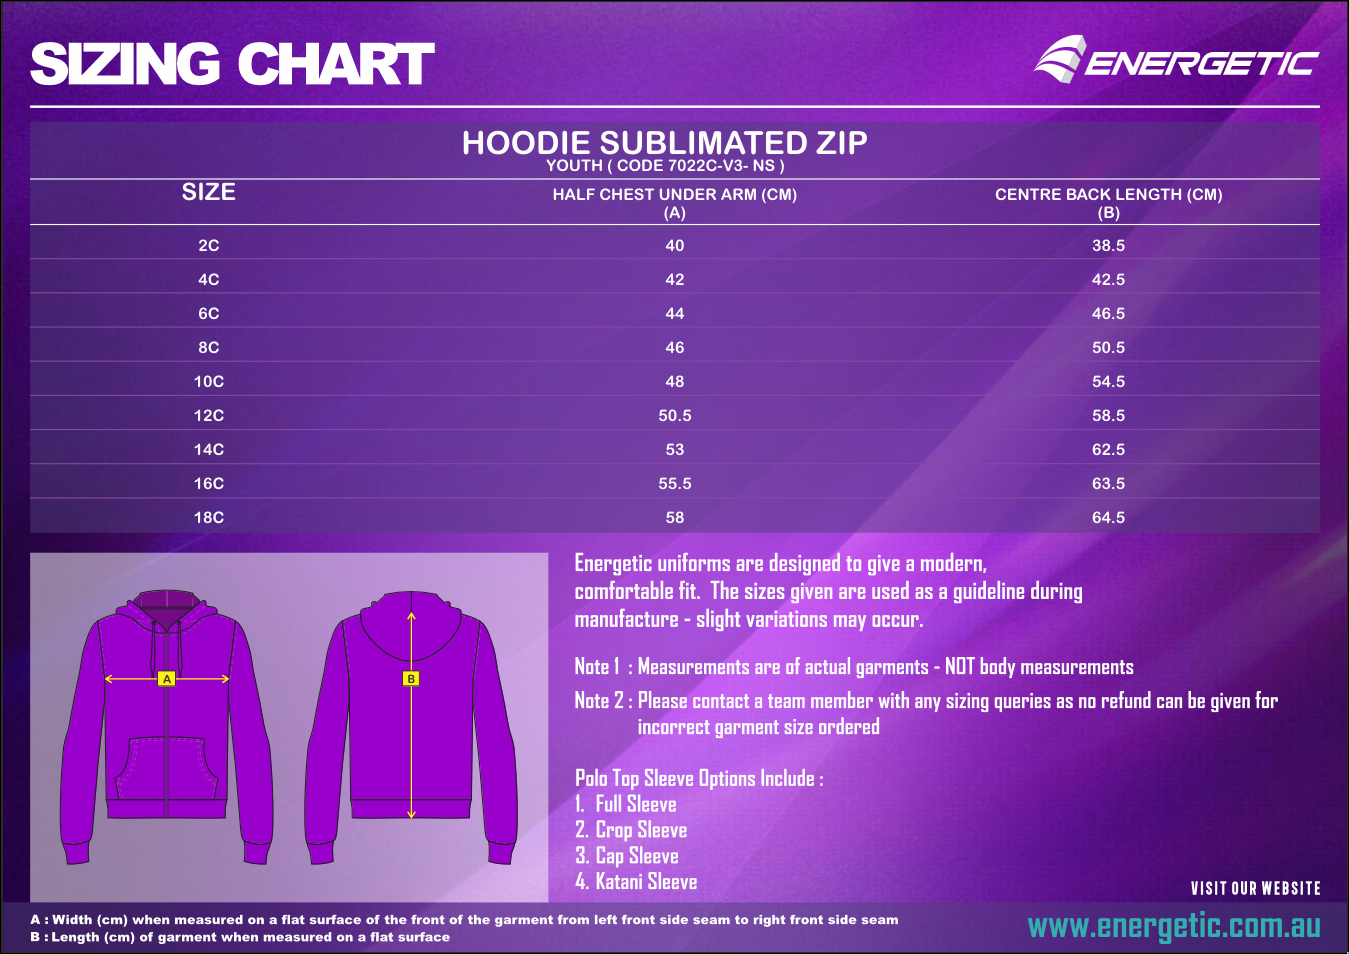 SIZING CHART
ENERGETIC
HOODIE SUBLIMATED ZIP
YOUTH ( CODE 7022C-V3- NS )
SIZE HALF CHEST UNDER ARM (CM) CENTRE BACK LENGTH (CM)
(A) (B)
2C 40 38.5
4C 42 42.5
6C 44 46.5
8C 46 50.5
10C 48 54.5
12C 50.5 58.5
14C 53 62.5
16C 55.5 63.5
18C 58 64.5
A
B
Energetic uniforms are designed to give a modern,
comfortable fit. The sizes given are used as a guideline during
manufacture - slight variations may occur.
Note 1 : Measurements are of actual garments - NOT body measurements
Note 2 : Please contact a team member with any sizing queries as no refund can be given for
incorrect garment size ordered
Polo Top Sleeve Options Include :
1. Full Sleeve
2. Crop Sleeve
3. Cap Sleeve
4. Katani Sleeve
VISIT OUR WEBSITE
www.energetic.com.au
A : Width (cm) when measured on a flat surface of the front of the garment from left front side seam to right front side seam
B : Length (cm) of garment when measured on a flat surface